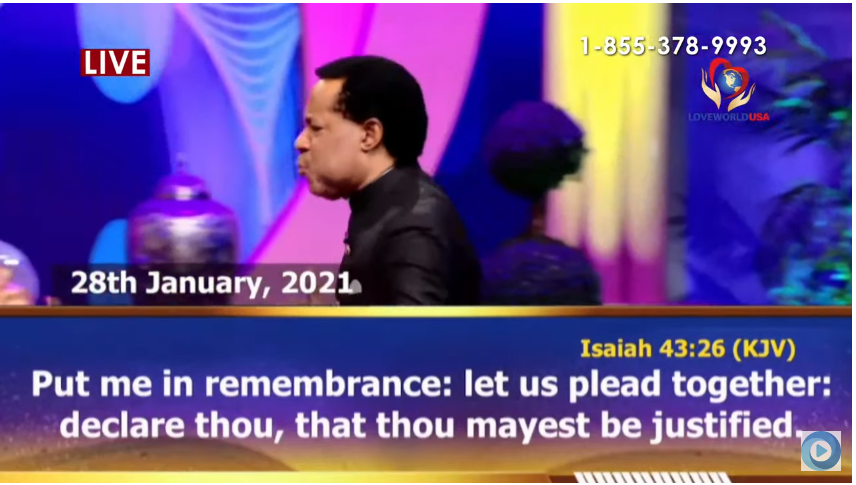 LIVE
1-855-378-9993
LOVEWORLDUSA
28th January, 2021
Isaiah 43:26 (KJV)
Put me in remembrance: let us plead together:
declare thou, that thou mayest be justified.